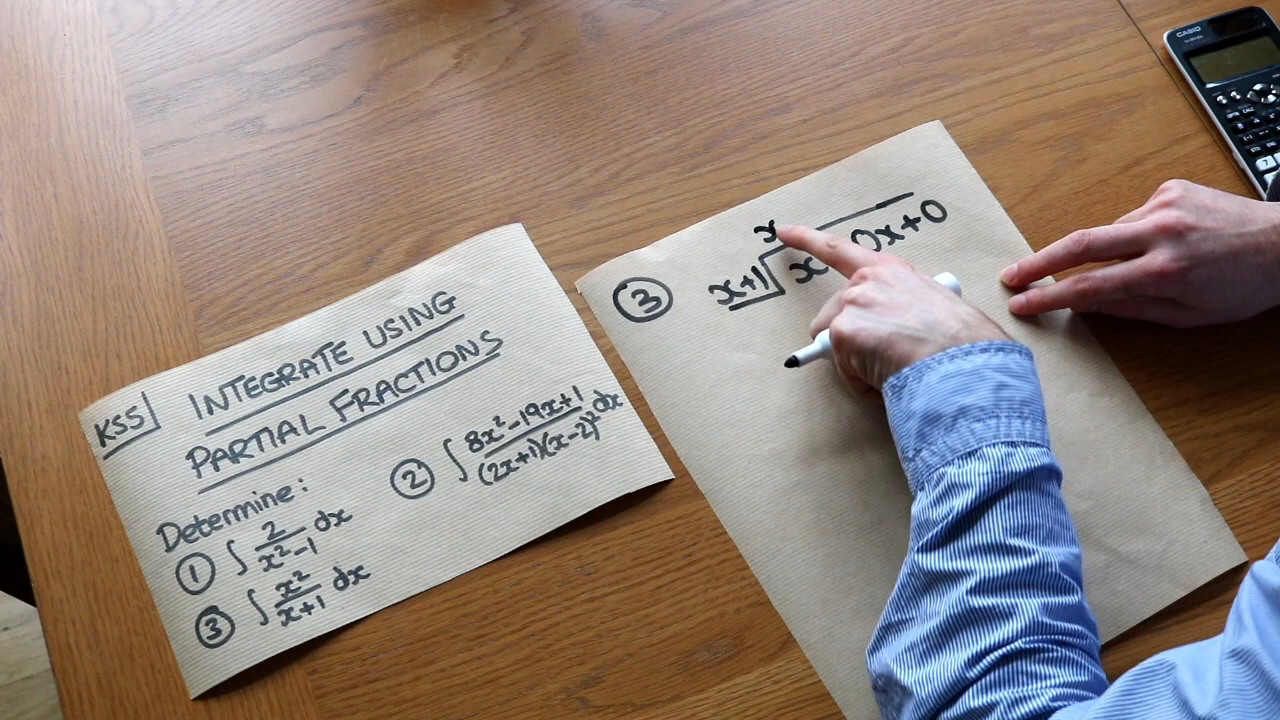 K55
INTEGRATE USING
PARTIAL FRACTIONS
Determine:
① ∫ 2/(x²-1) dx
② ∫ (8x²-19x+1)/((2x+1)(x-2)²) dx
③ ∫ x²/(x+1) dx
③
x
x+1 x 0x+0
CASIO